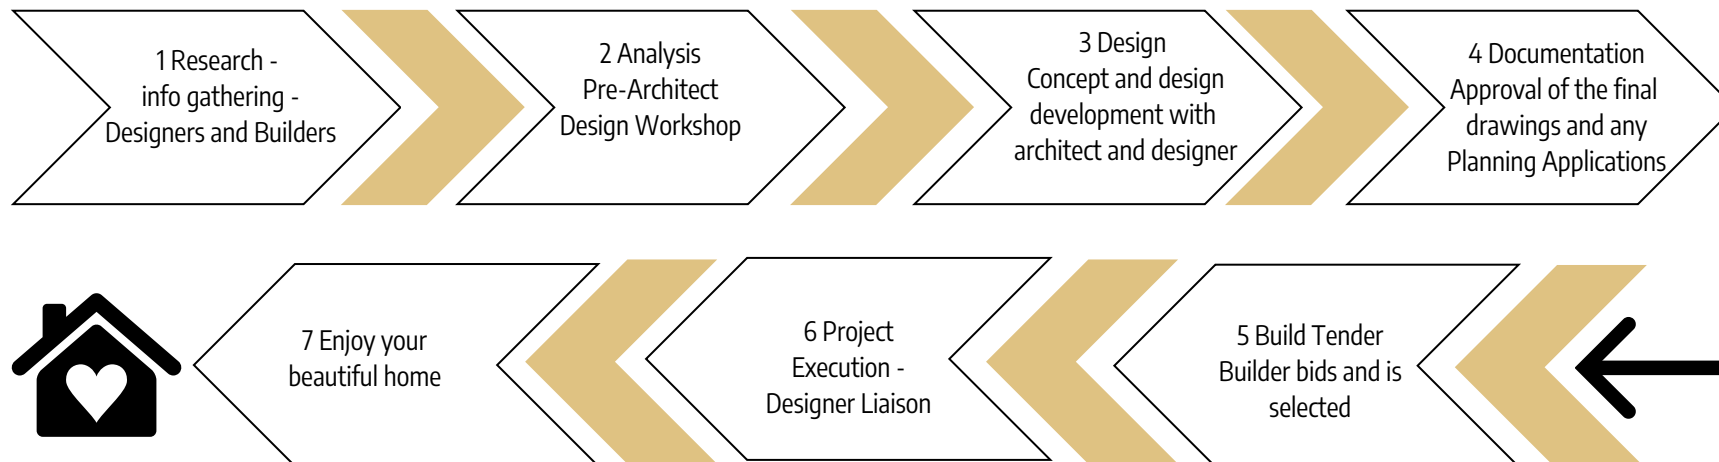 1 Research -
info gathering -
Designers and Builders
2 Analysis
Pre-Architect
Design Workshop
3 Design
Concept and design
development with
architect and designer
4 Documentation
Approval of the final
drawings and any
Planning Applications
5 Build Tender
Builder bids and is
selected
6 Project
Execution -
Designer Liaison
7 Enjoy your
beautiful home